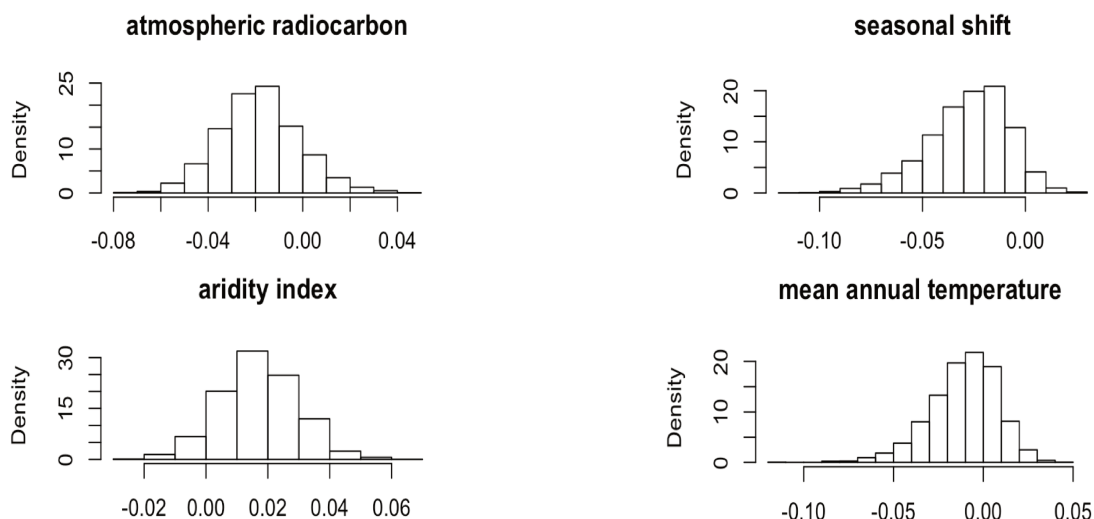 atmospheric radiocarbon
Density
0 10 25
-0.08 -0.04 0.00 0.04
seasonal shift
Density
0 10 20
-0.10 -0.05 0.00
aridity index
Density
0 15 30
-0.02 0.00 0.02 0.04 0.06
mean annual temperature
Density
0 10 20
-0.10 -0.05 0.00 0.05